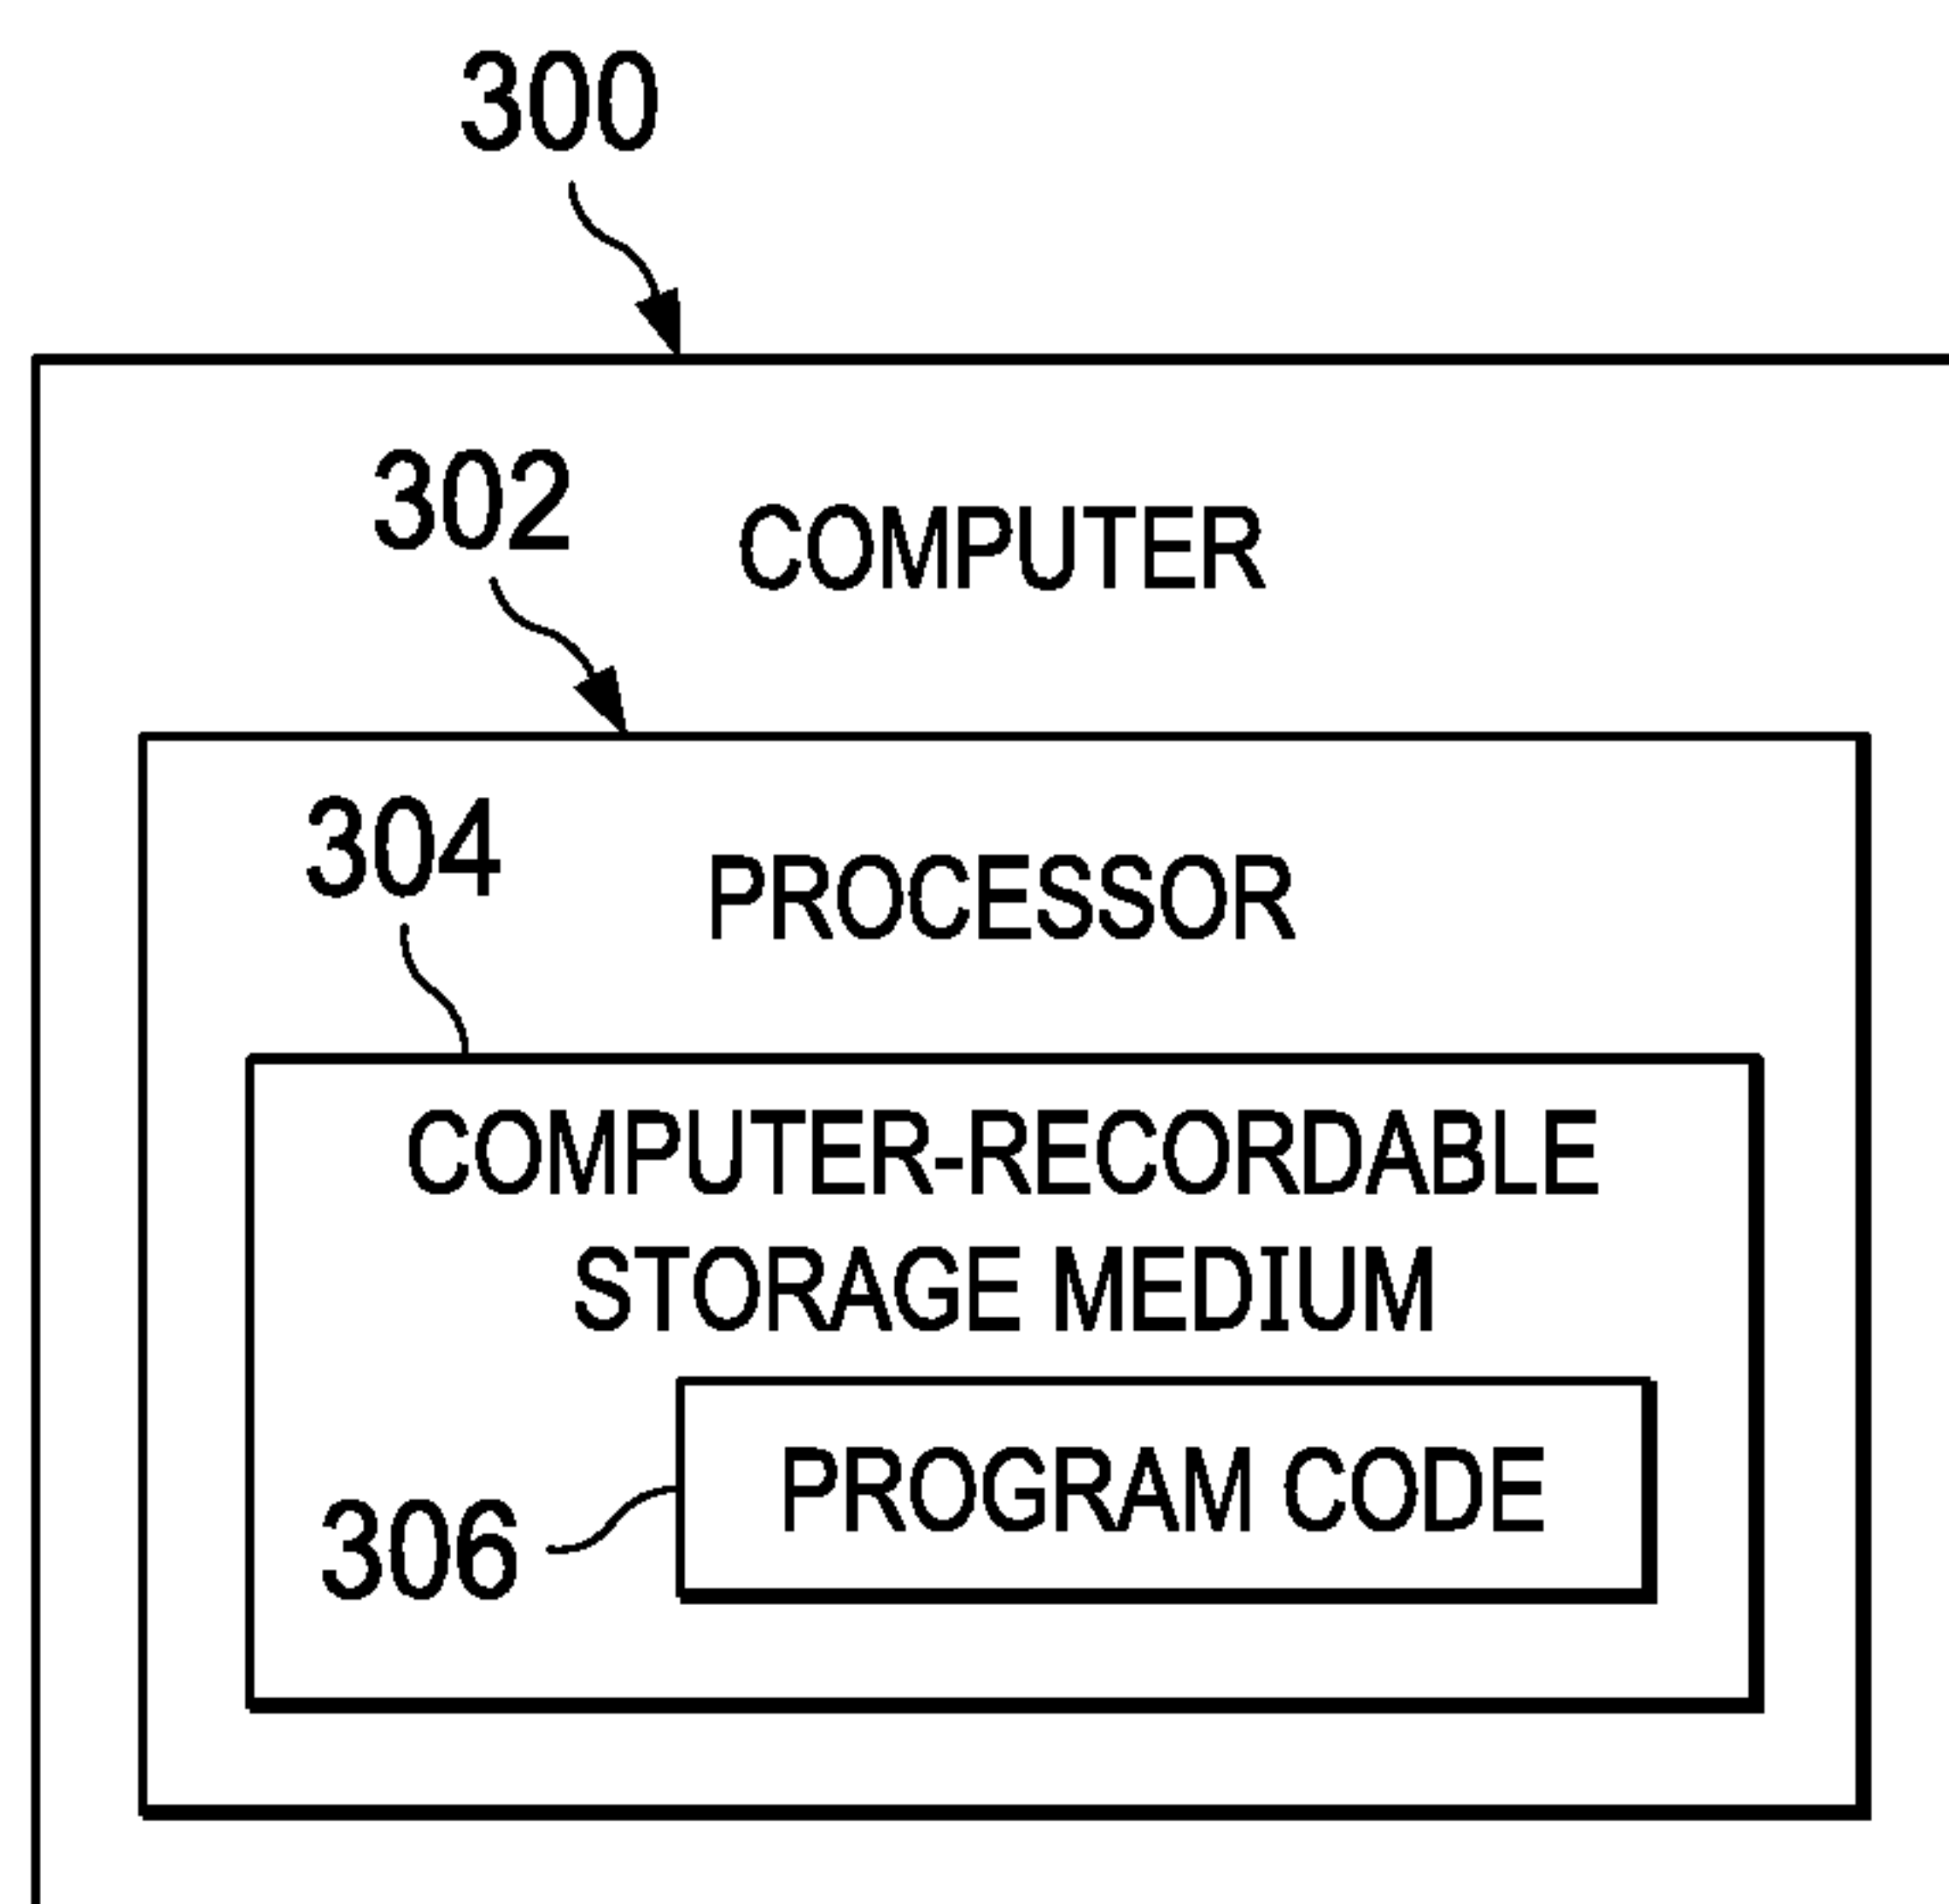 300
302
COMPUTER
304
PROCESSOR
COMPUTER-RECORDABLE
STORAGE MEDIUM
PROGRAM CODE
306